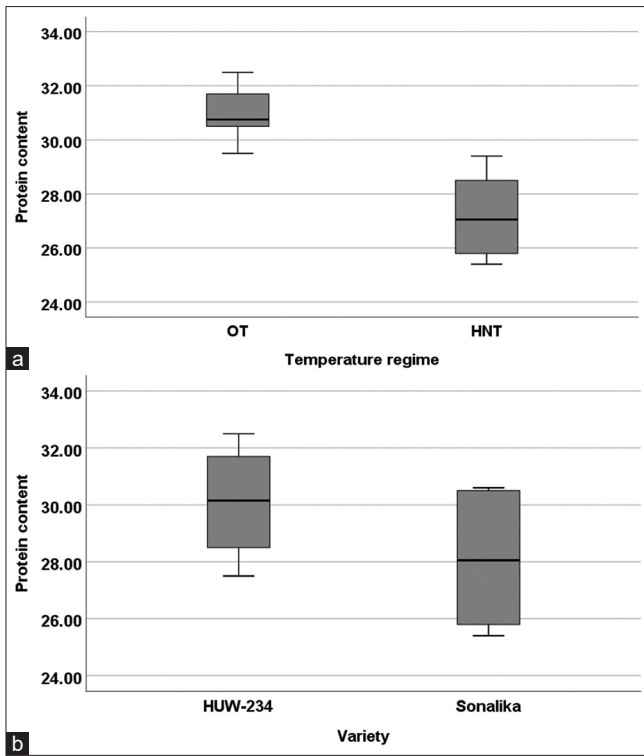 34.00
32.00
30.00
28.00
26.00
24.00
Protein content
OT HNT
Temperature regime
a
34.00
32.00
30.00
28.00
26.00
24.00
Protein content
HUW-234 Sonalika
Variety
b